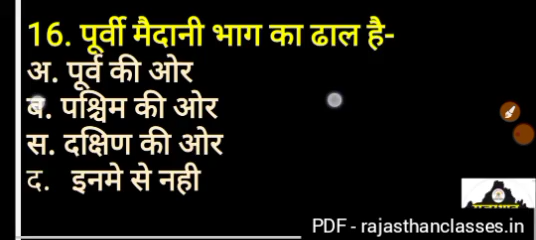 16. पूर्वी मैदानी भाग का ढाल है-
अ. पूर्व की ओर
ब. पश्चिम की ओर
स. दक्षिण की ओर
द. इनमे से नही
PDF - rajasthanclasses.in